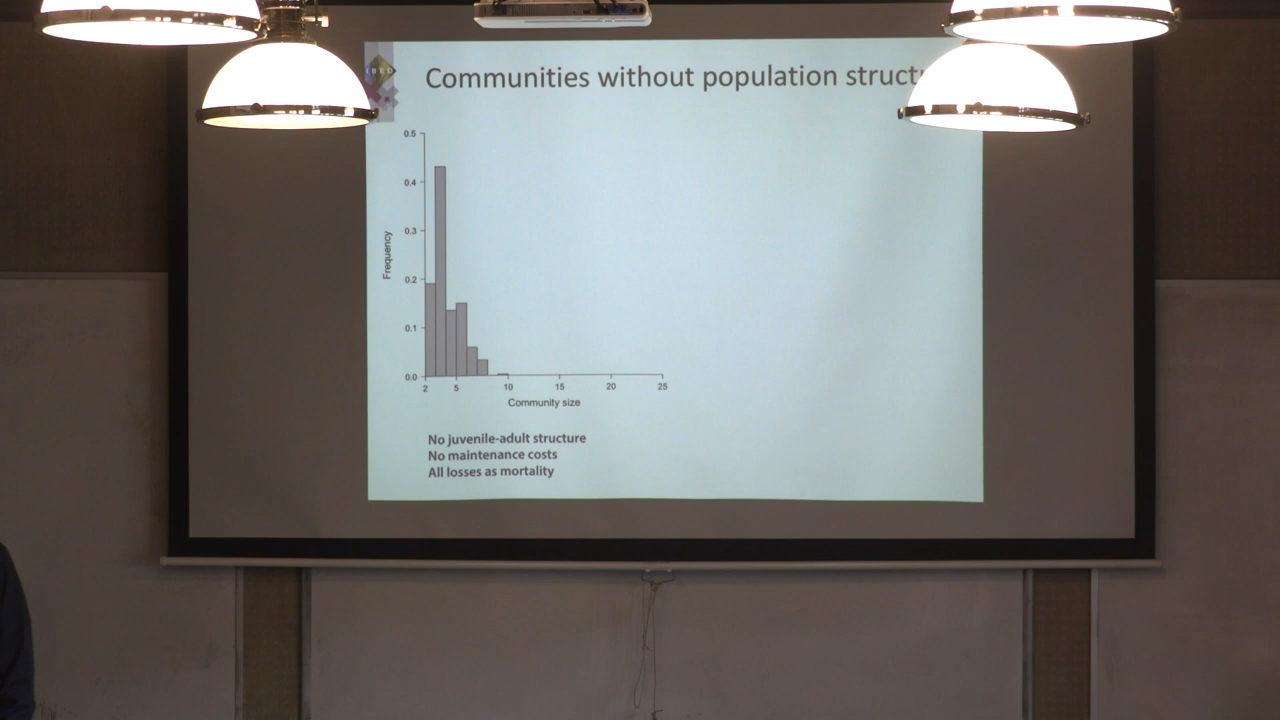 IBED
Communities without population struct
0.5
0.4
0.3
0.2
0.1
0.0
Frequency
2 5 10 15 20 25
Community size
No juvenile-adult structure
No maintenance costs
All losses as mortality